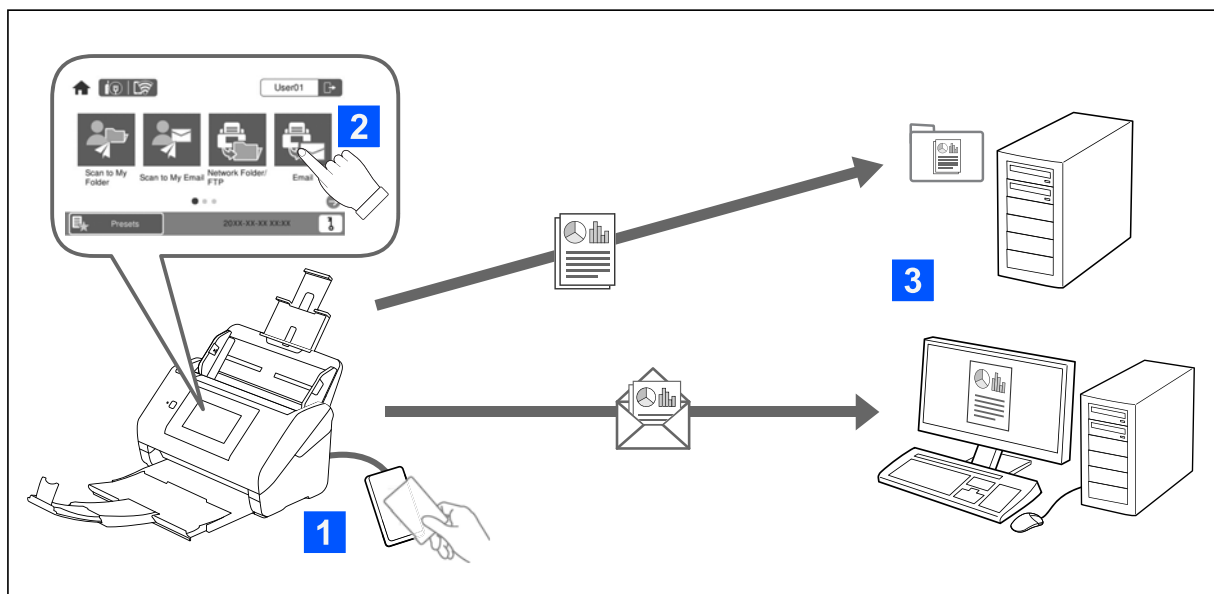 User01
2
Scan to My
Folder
Scan to My Email
Network Folder/
FTP
Email
Presets
20XX-XX-XX XX:XX
3
1